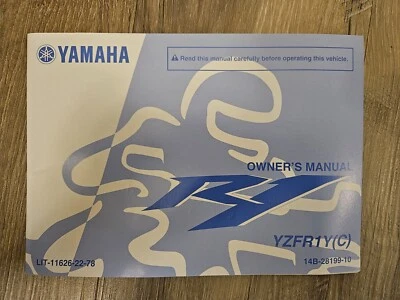 YAMAHA
⚠ Read this manual carefully before operating this vehicle.
OWNER'S MANUAL
R1
YZFR1Y(C)
LIT-11626-22-78
14B-28199-10